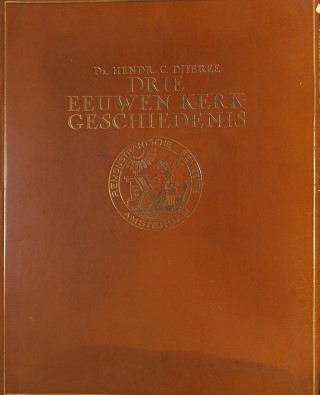 Ds. HENDR. C. DIFEREE
DRIE
EEUWEN KERK
GESCHIEDENIS
REMONSTRANTSCHE
AMSTERDAM